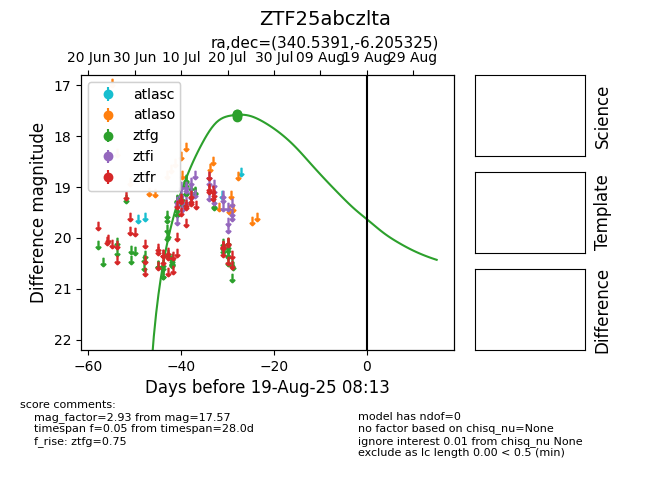 ZTF25abczlta
ra,dec=(340.5391,-6.205325)
20 Jun 30 Jun 10 Jul 20 Jul 30 Jul 09 Aug 19 Aug 29 Aug
17
18
19
20
21
22
Difference magnitude
atlasc
atlaso
ztfg
ztfi
ztfr
−60 −40 −20 0
Days before 19-Aug-25 08:13
Science
Template
Difference
score comments:
mag_factor=2.93 from mag=17.57
timespan f=0.05 from timespan=28.0d
f_rise: ztfg=0.75
model has ndof=0
no factor based on chisq_nu=None
ignore interest 0.01 from chisq_nu None
exclude as lc length 0.00 < 0.5 (min)